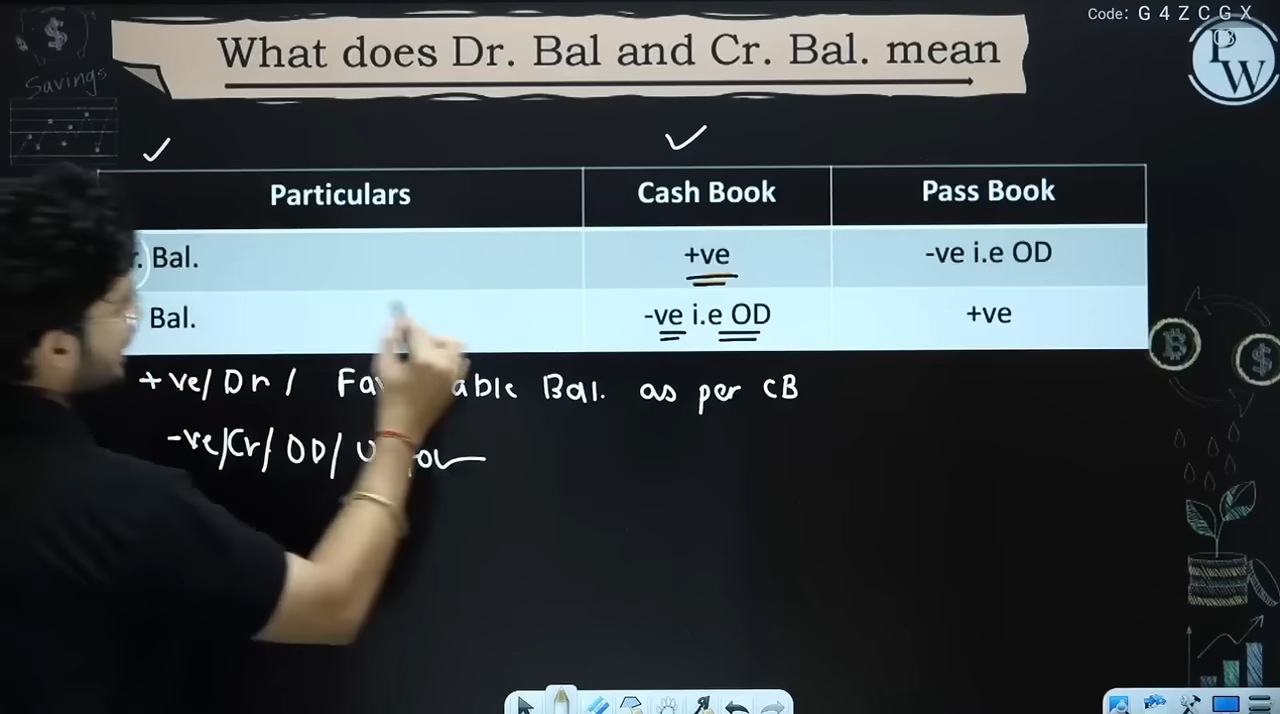 Code: G 4 Z C G X
What does Dr. Bal and Cr. Bal. mean
PW
Savings
Particulars Cash Book Pass Book
Bal. +ve -ve i.e OD
Bal. -ve i.e OD +ve
+ve/Dr/ Bal. as per CB
-ve/Cr/OD/